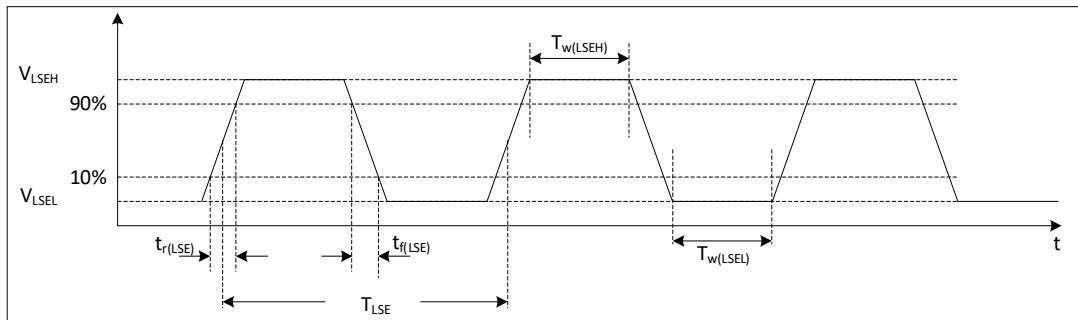 T_w(LSEH)
V_LSEH
90%
10%
V_LSEL
t_r(LSE)
t_f(LSE)
T_w(LSEL)
t
T_LSE